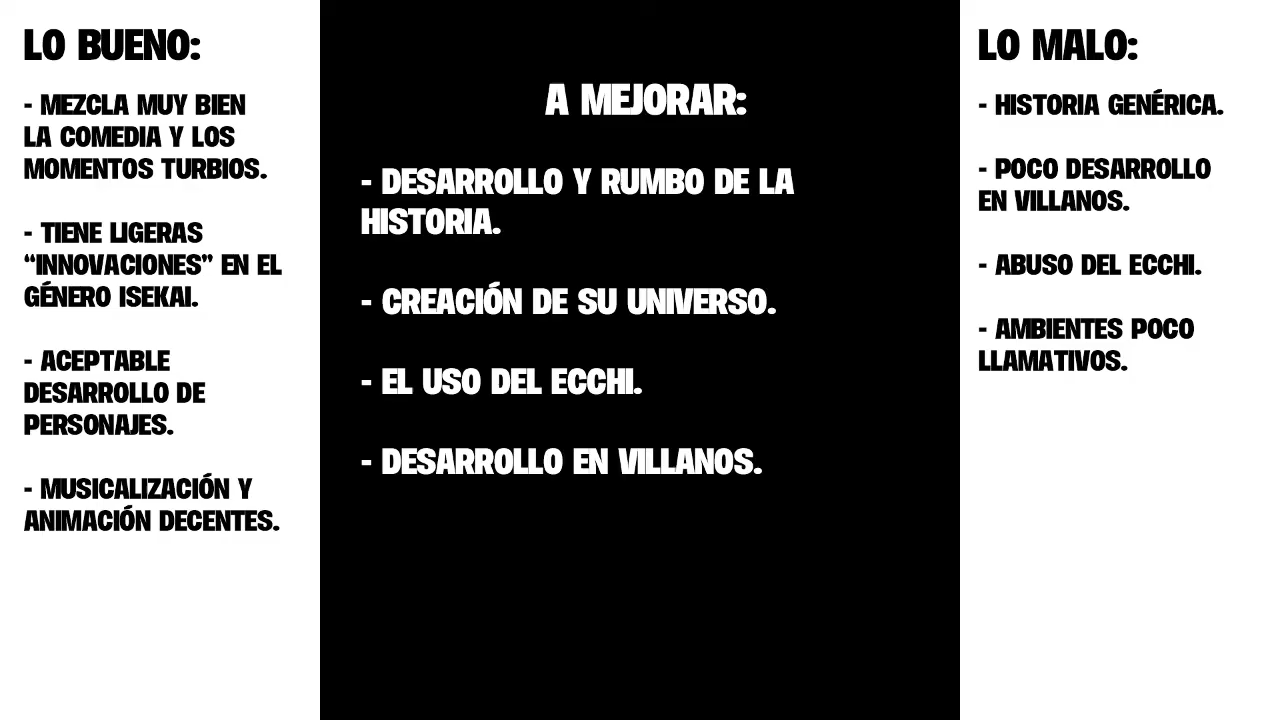 LO BUENO:
- MEZCLA MUY BIEN
LA COMEDIA Y LOS
MOMENTOS TURBIOS.
- TIENE LIGERAS
“INNOVACIONES” EN EL
GÉNERO ISEKAI.
- ACEPTABLE
DESARROLLO DE
PERSONAJES.
- MUSICALIZACIÓN Y
ANIMACIÓN DECENTES.
A MEJORAR:
- DESARROLLO Y RUMBO DE LA
HISTORIA.
- CREACIÓN DE SU UNIVERSO.
- EL USO DEL ECCHI.
- DESARROLLO EN VILLANOS.
LO MALO:
- HISTORIA GENÉRICA.
- POCO DESARROLLO
EN VILLANOS.
- ABUSO DEL ECCHI.
- AMBIENTES POCO
LLAMATIVOS.